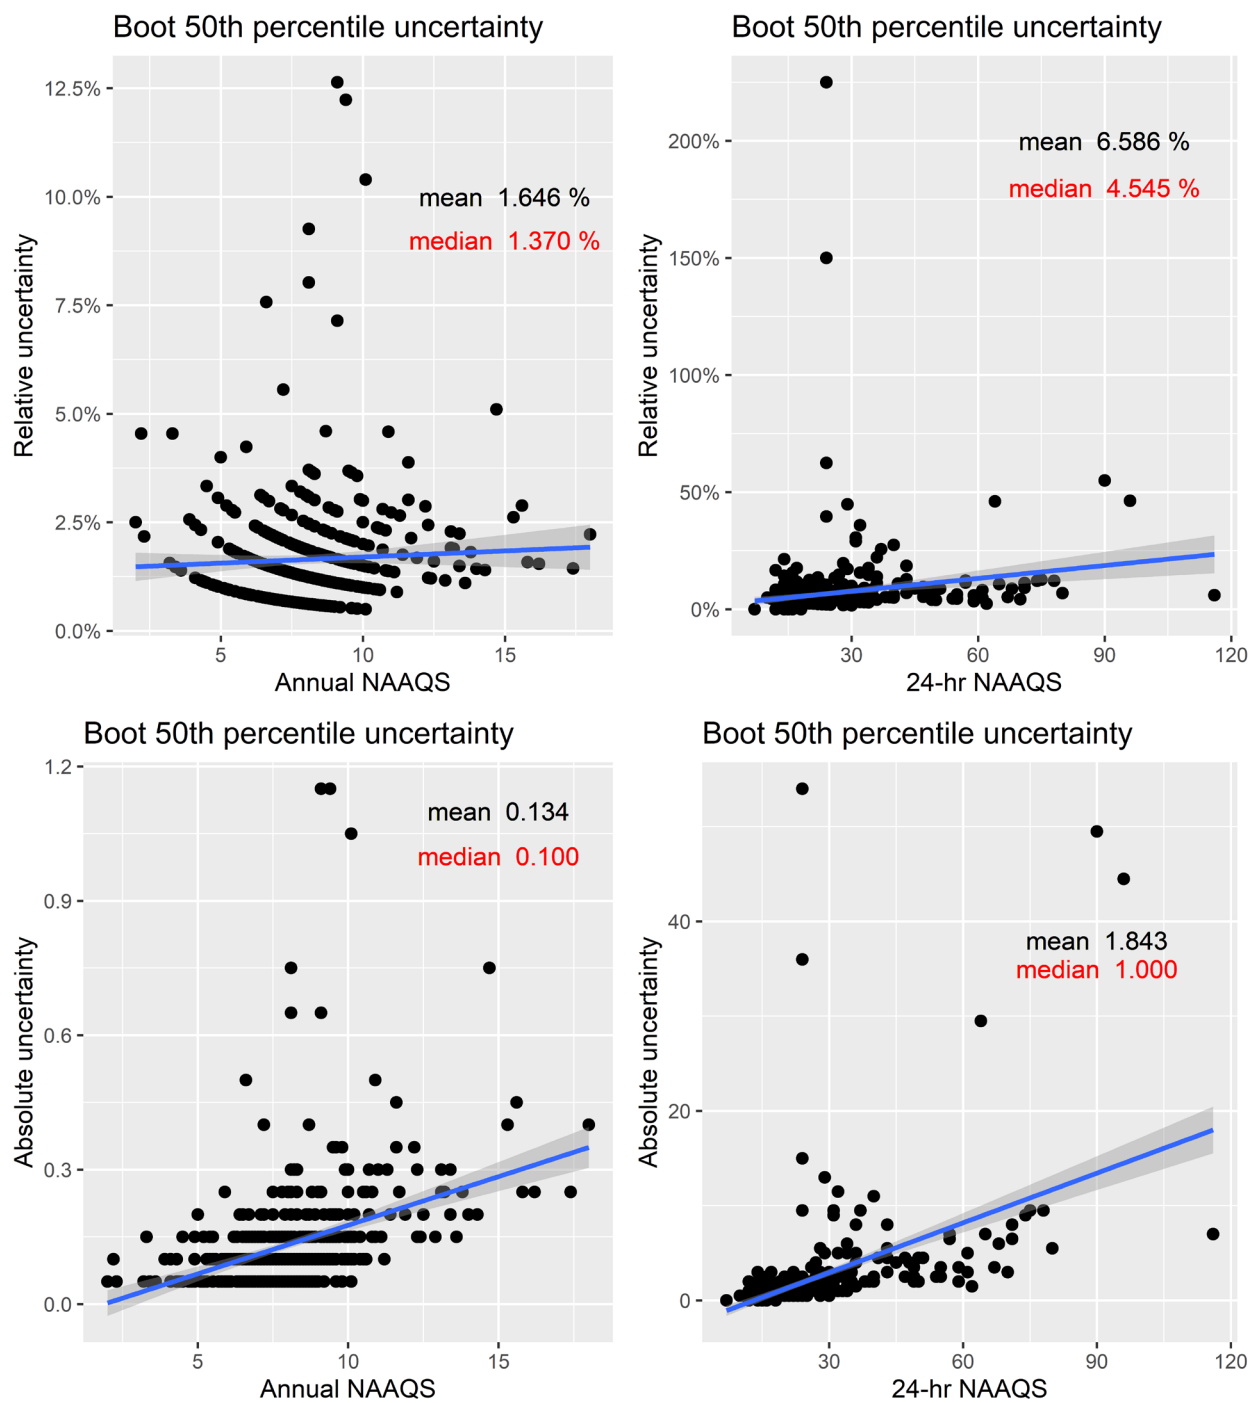 Boot 50th percentile uncertainty
12.5%
10.0%
7.5%
5.0%
2.5%
0.0%
Relative uncertainty
mean 1.646 %
median 1.370 %
5
10
15
Annual NAAQS
Boot 50th percentile uncertainty
200%
150%
100%
50%
0%
Relative uncertainty
mean 6.586 %
median 4.545 %
30
60
90
120
24-hr NAAQS
Boot 50th percentile uncertainty
1.2
0.9
0.6
0.3
0.0
Absolute uncertainty
mean 0.134
median 0.100
5
10
15
Annual NAAQS
Boot 50th percentile uncertainty
40
20
0
Absolute uncertainty
mean 1.843
median 1.000
30
60
90
120
24-hr NAAQS